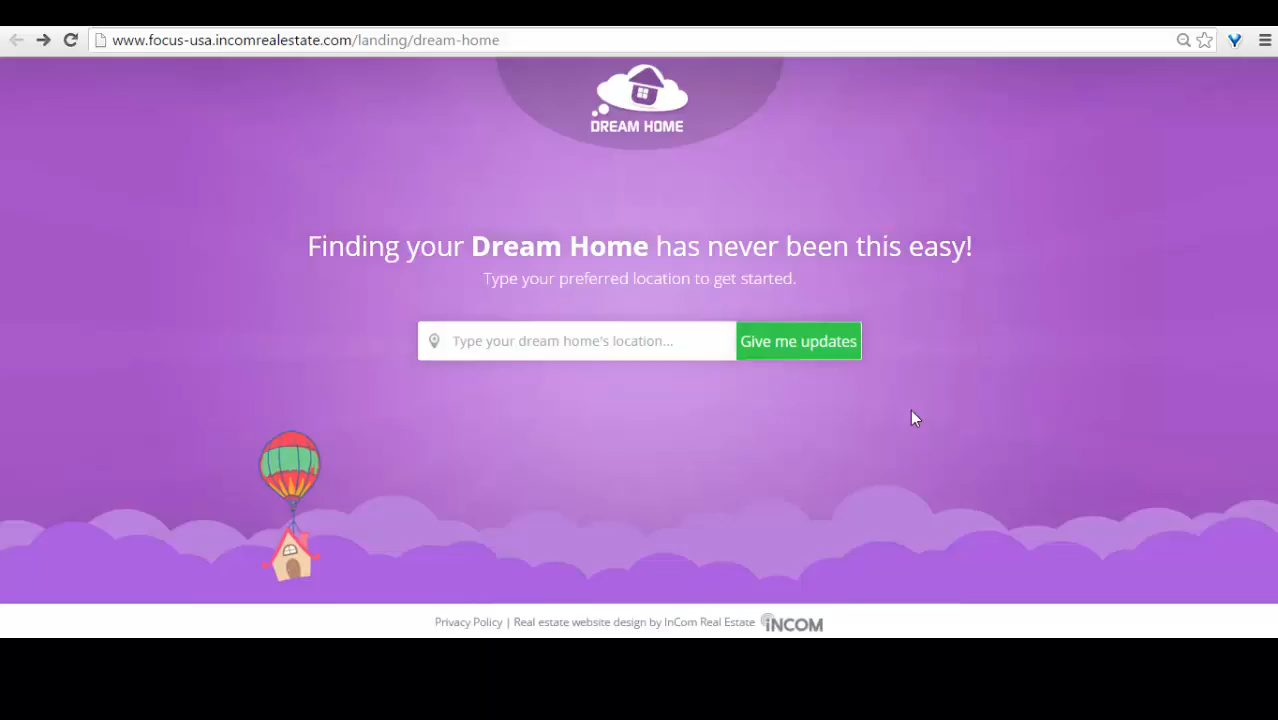 www.focus-usa.incomrealestate.com/landing/dream-home
DREAM HOME
Finding your Dream Home has never been this easy!
Type your preferred location to get started.
Type your dream home's location...
Give me updates
Privacy Policy | Real estate website design by InCom Real Estate iNCOM